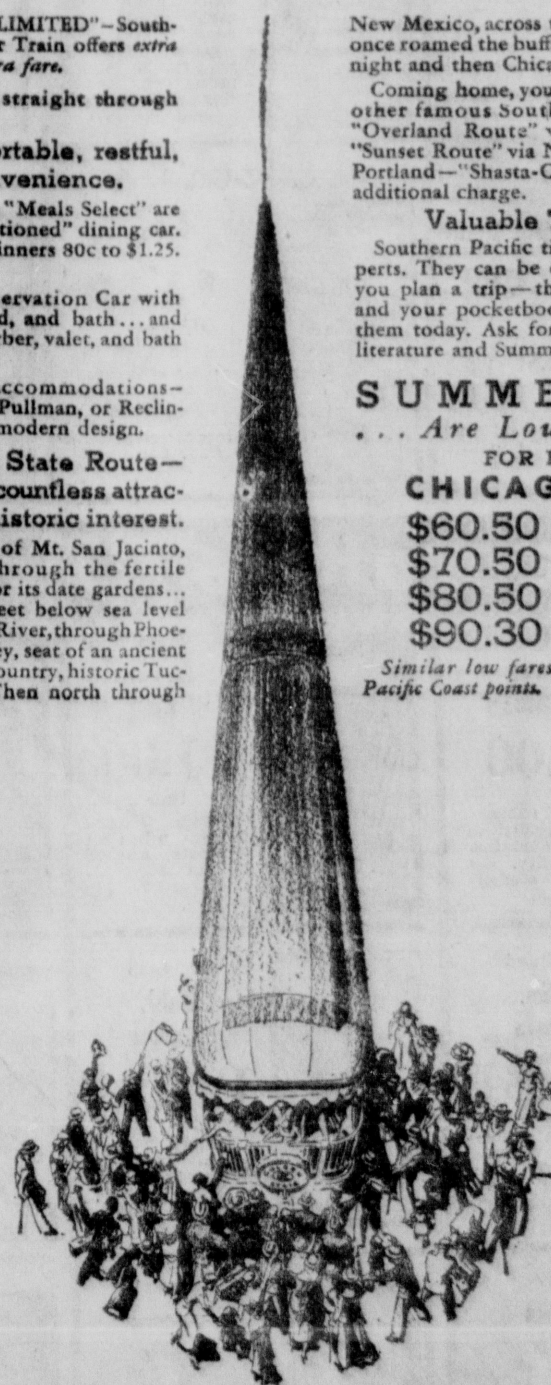 LIMITED"—South-
r Train offers extra
ra fare.
straight through
rtable, restful,
venience.
"Meals Select" are
tioned" dining car.
inners 80c to $1.25.
ervation Car with
d, and bath...and
ber, valet, and bath
ccommodations—
Pullman, or Reclin-
modern design.
State Route—
countless attrac-
istoric interest.
of Mt. San Jacinto,
hrough the fertile
or its date gardens...
eet below sea level
River, through Phoe-
ey, seat of an ancient
ountry, historic Tuc-
hen north through
New Mexico, across
once roamed the buff
night and then Chica
Coming home, you
other famous South
"Overland Route"
"Sunset Route" via N
Portland—"Shasta-C
additional charge.
Valuable T
Southern Pacific ti
perts. They can be
you plan a trip—th
and your pocketboo
them today. Ask for
literature and Summ
SUMME
... Are Lou
FOR
CHICAG
$60.50
$70.50
$80.50
$90.30
Similar low fares
Pacific Coast points.